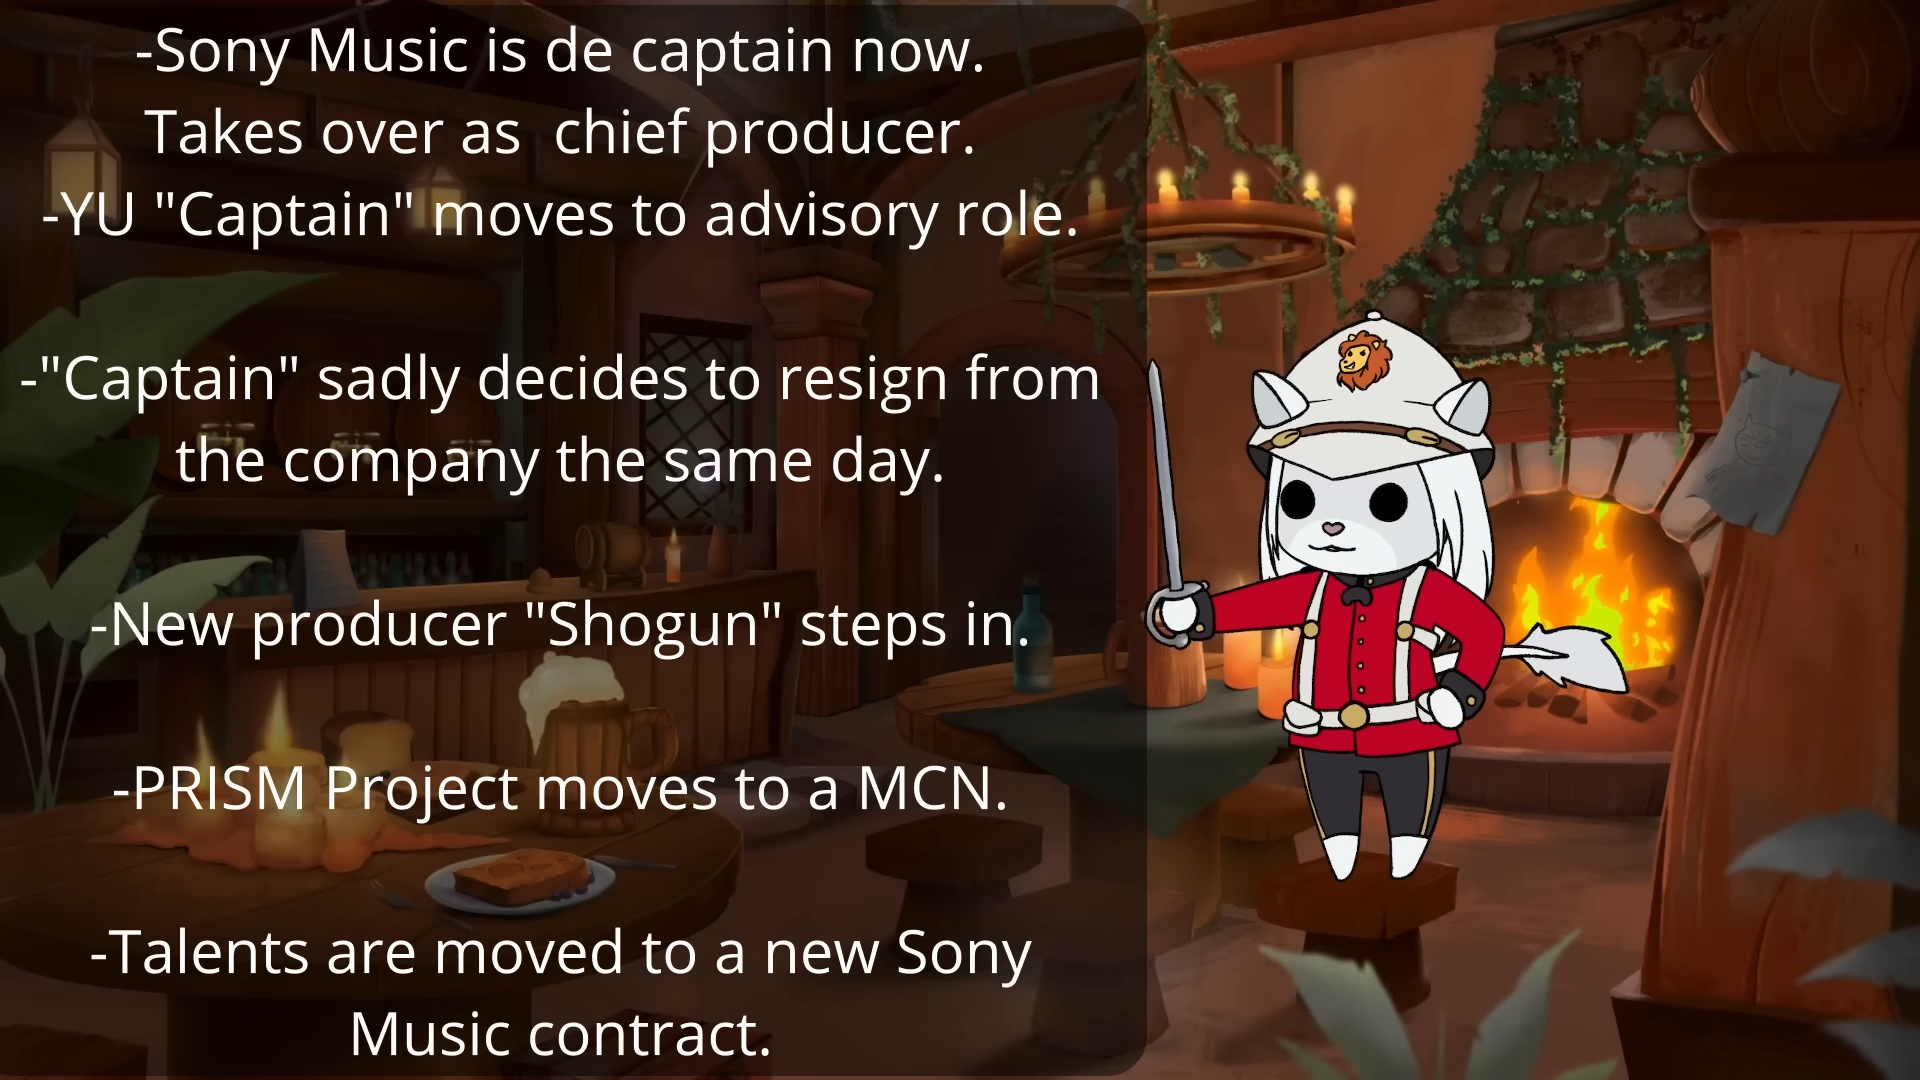 -Sony Music is de captain now.
Takes over as  chief producer.
-YU "Captain" moves to advisory role.
-"Captain" sadly decides to resign from
the company the same day.
-New producer "Shogun" steps in.
-PRISM Project moves to a MCN.
-Talents are moved to a new Sony
Music contract.